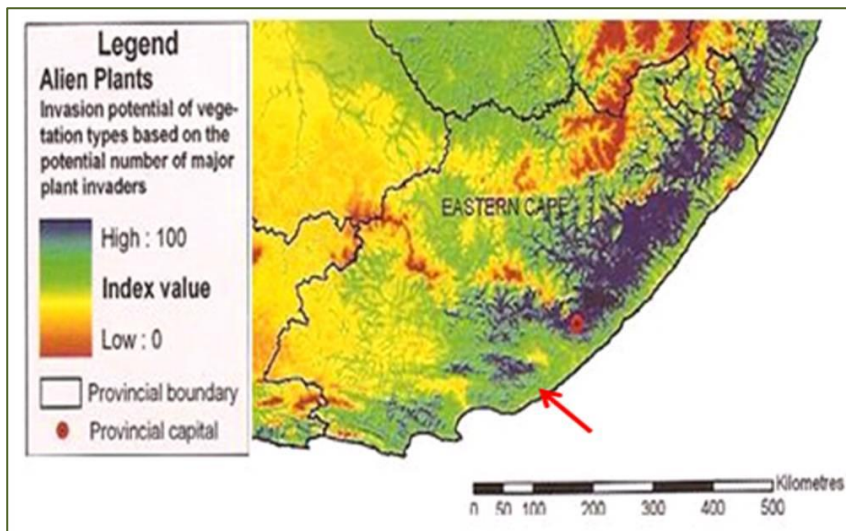 Legend
Alien Plants
Invasion potential of vege-
tation types based on the
potential number of major
plant invaders
High : 100
Index value
Low : 0
Provincial boundary
Provincial capital
EASTERN CAPE
Kilometres
0 50 100 200 300 400 500